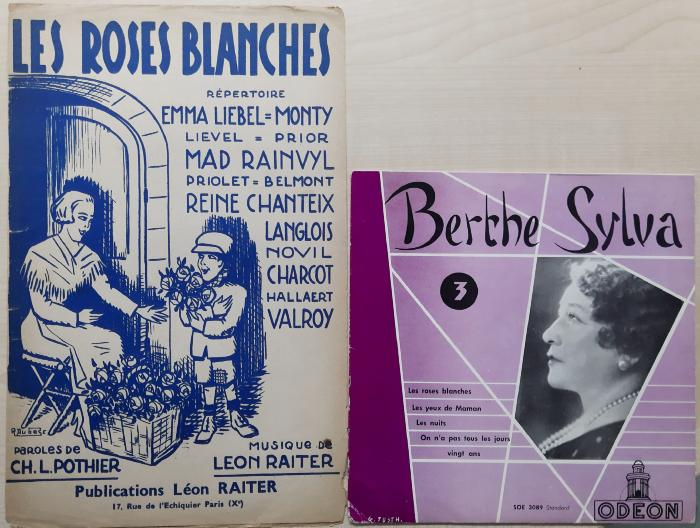 LES ROSES BLANCHES
RÉPERTOIRE
EMMA LIEBEL=MONTY
LIEVEL = PRIOR
MAD RAINVYL
PRIOLET=BELMONT
REINE CHANTEIX
LANGLOIS
NOVIL
CHARCOT
HALLAERT
VALROY
PAROLES DE
CH. L. POTHIER
MUSIQUE DE
LEON RAITER
Publications Léon RAITER
17, Rue de l'Echiquier Paris (Xe)
Berthe Sylva
3
Les roses blanches
Les yeux de Maman
Les nuits
On n'a pas tous les jours
vingt ans
SOE 3089 Standard
ODEON